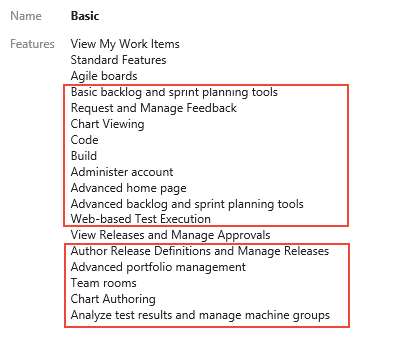 Name Basic
Features View My Work Items
Standard Features
Agile boards
Basic backlog and sprint planning tools
Request and Manage Feedback
Chart Viewing
Code
Build
Administer account
Advanced home page
Advanced backlog and sprint planning tools
Web-based Test Execution
View Releases and Manage Approvals
Author Release Definitions and Manage Releases
Advanced portfolio management
Team rooms
Chart Authoring
Analyze test results and manage machine groups